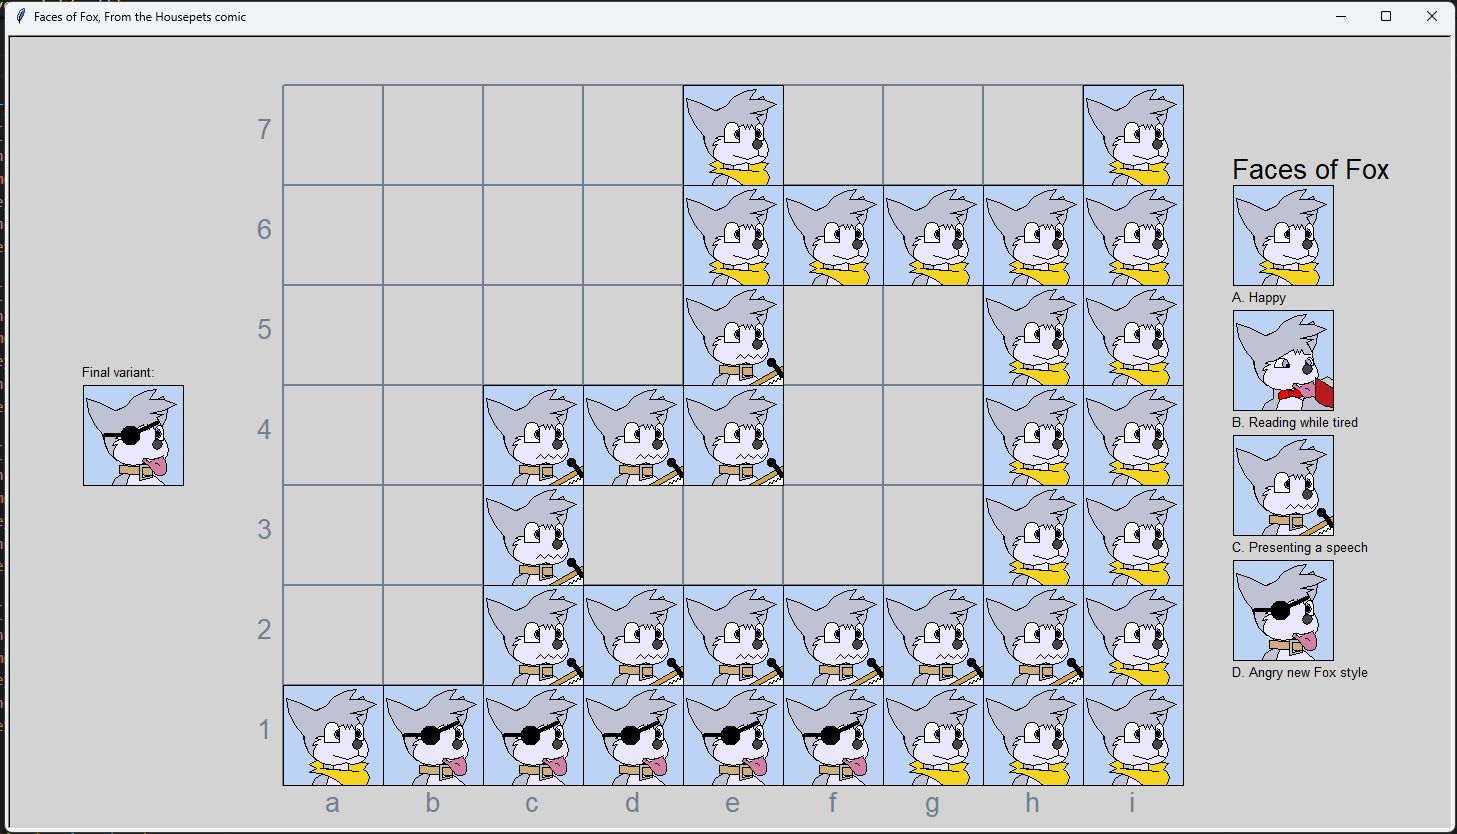 Faces of Fox, From the Housepets comic
7
6
5
4
3
2
1
a b c d e f g h i
Final variant:
Faces of Fox
A. Happy
B. Reading while tired
C. Presenting a speech
D. Angry new Fox style